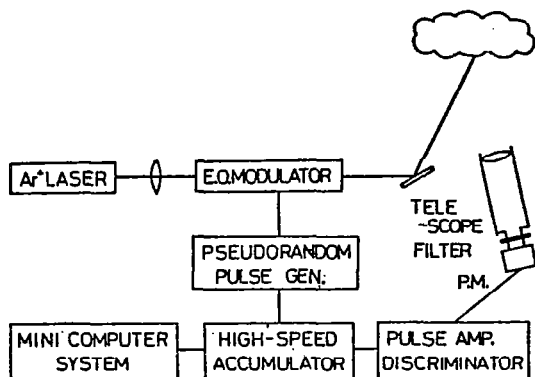 Ar⁺ LASER
E.O. MODULATOR
TELE
-SCOPE
FILTER
P.M.
PSEUDORANDOM
PULSE GEN.
MINI COMPUTER
SYSTEM
HIGH-SPEED
ACCUMULATOR
PULSE AMP.
DISCRIMINATOR